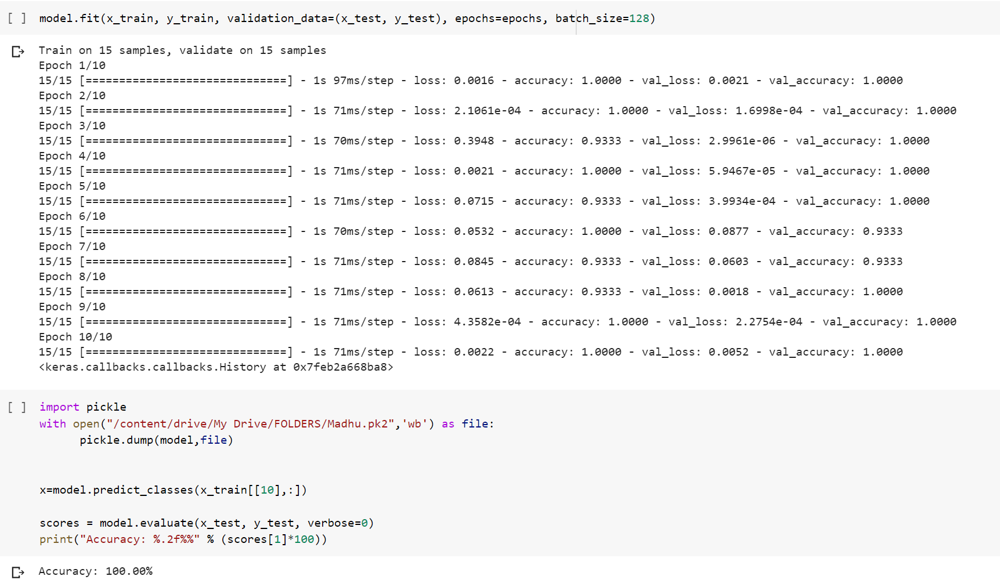 [ ] model.fit(x_train, y_train, validation_data=(x_test, y_test), epochs=epochs, batch_size=128)
Train on 15 samples, validate on 15 samples
Epoch 1/10
15/15 [==============================] - 1s 97ms/step - loss: 0.0016 - accuracy: 1.0000 - val_loss: 0.0021 - val_accuracy: 1.0000
Epoch 2/10
15/15 [==============================] - 1s 71ms/step - loss: 2.1061e-04 - accuracy: 1.0000 - val_loss: 1.6998e-04 - val_accuracy: 1.0000
Epoch 3/10
15/15 [==============================] - 1s 70ms/step - loss: 0.3948 - accuracy: 0.9333 - val_loss: 2.9961e-06 - val_accuracy: 1.0000
Epoch 4/10
15/15 [==============================] - 1s 71ms/step - loss: 0.0021 - accuracy: 1.0000 - val_loss: 5.9467e-05 - val_accuracy: 1.0000
Epoch 5/10
15/15 [==============================] - 1s 71ms/step - loss: 0.0715 - accuracy: 0.9333 - val_loss: 3.9934e-04 - val_accuracy: 1.0000
Epoch 6/10
15/15 [==============================] - 1s 70ms/step - loss: 0.0532 - accuracy: 1.0000 - val_loss: 0.0877 - val_accuracy: 0.9333
Epoch 7/10
15/15 [==============================] - 1s 71ms/step - loss: 0.0845 - accuracy: 0.9333 - val_loss: 0.0603 - val_accuracy: 0.9333
Epoch 8/10
15/15 [==============================] - 1s 71ms/step - loss: 0.0613 - accuracy: 0.9333 - val_loss: 0.0018 - val_accuracy: 1.0000
Epoch 9/10
15/15 [==============================] - 1s 71ms/step - loss: 4.3582e-04 - accuracy: 1.0000 - val_loss: 2.2754e-04 - val_accuracy: 1.0000
Epoch 10/10
15/15 [==============================] - 1s 71ms/step - loss: 0.0022 - accuracy: 1.0000 - val_loss: 0.0052 - val_accuracy: 1.0000
<keras.callbacks.callbacks.History at 0x7feb2a668ba8>
[ ] import pickle
with open("/content/drive/My Drive/FOLDERS/Madhu.pk2",'wb') as file:
      pickle.dump(model,file)
x=model.predict_classes(x_train[[10],:])
scores = model.evaluate(x_test, y_test, verbose=0)
print("Accuracy: %.2f%%" % (scores[1]*100))
Accuracy: 100.00%